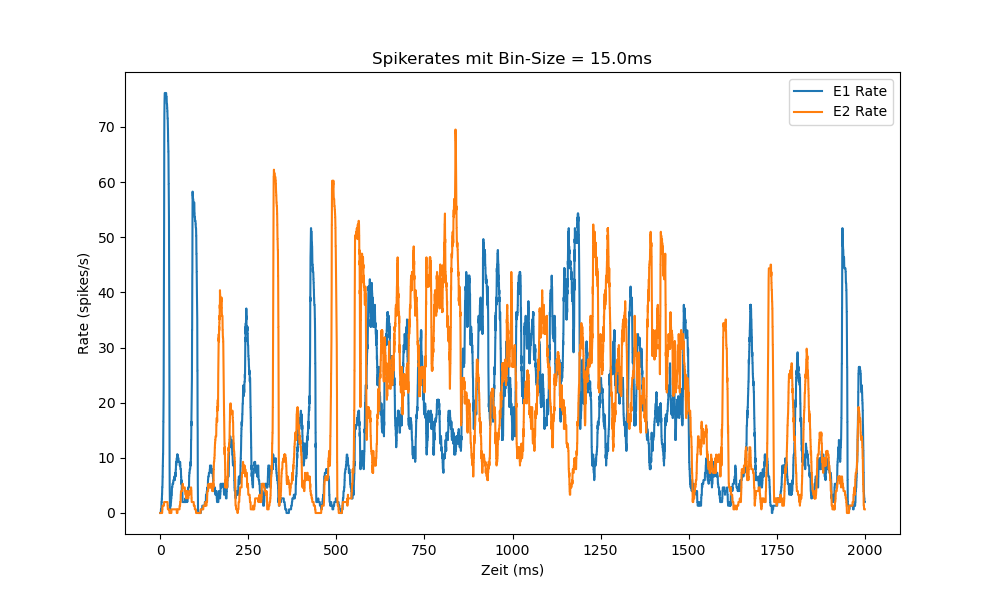 Spikerates mit Bin-Size = 15.0ms
E1 Rate
E2 Rate
70
60
50
40
30
20
10
0
Rate (spikes/s)
0 250 500 750 1000 1250 1500 1750 2000
Zeit (ms)